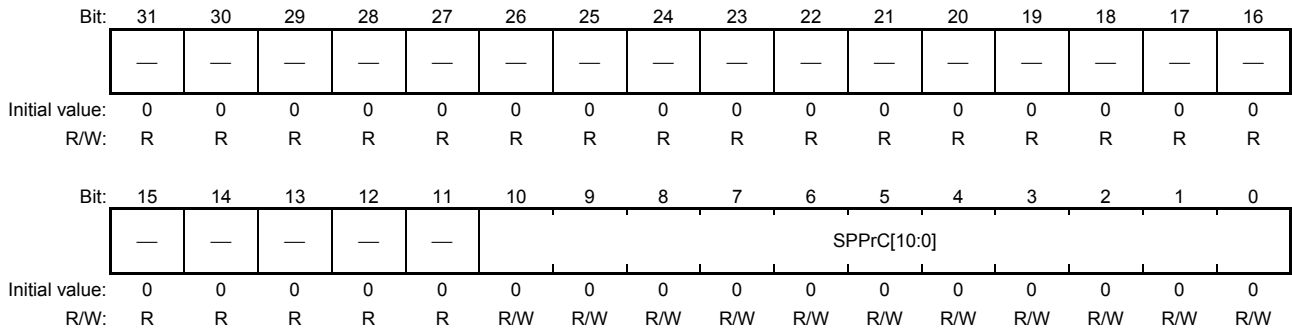 Bit: 31 30 29 28 27 26 25 24 23 22 21 20 19 18 17 16
— — — — — — — — — — — — — — — —
Initial value: 0 0 0 0 0 0 0 0 0 0 0 0 0 0 0 0
R/W: R R R R R R R R R R R R R R R R
Bit: 15 14 13 12 11 10 9 8 7 6 5 4 3 2 1 0
— — — — — SPPrC[10:0]
Initial value: 0 0 0 0 0 0 0 0 0 0 0 0 0 0 0 0
R/W: R R R R R R/W R/W R/W R/W R/W R/W R/W R/W R/W R/W R/W